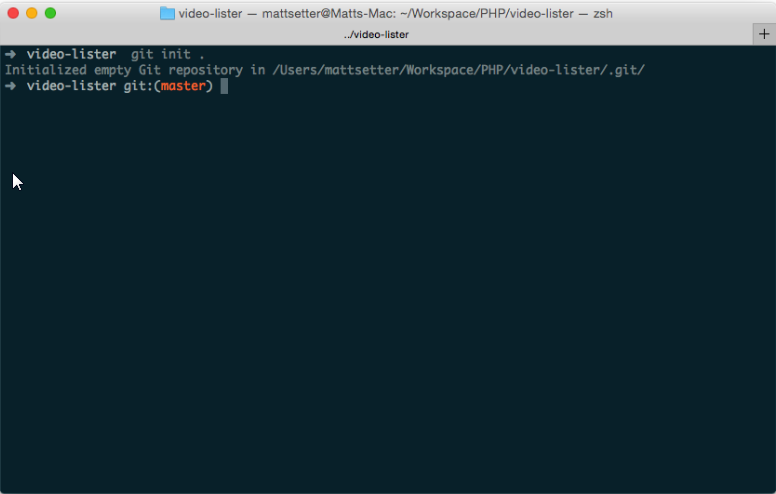 video-lister — mattsetter@Matts-Mac: ~/Workspace/PHP/video-lister — zsh
../video-lister +
➜ video-lister git init .
Initialized empty Git repository in /Users/mattsetter/Workspace/PHP/video-lister/.git/
➜ video-lister git:(master)